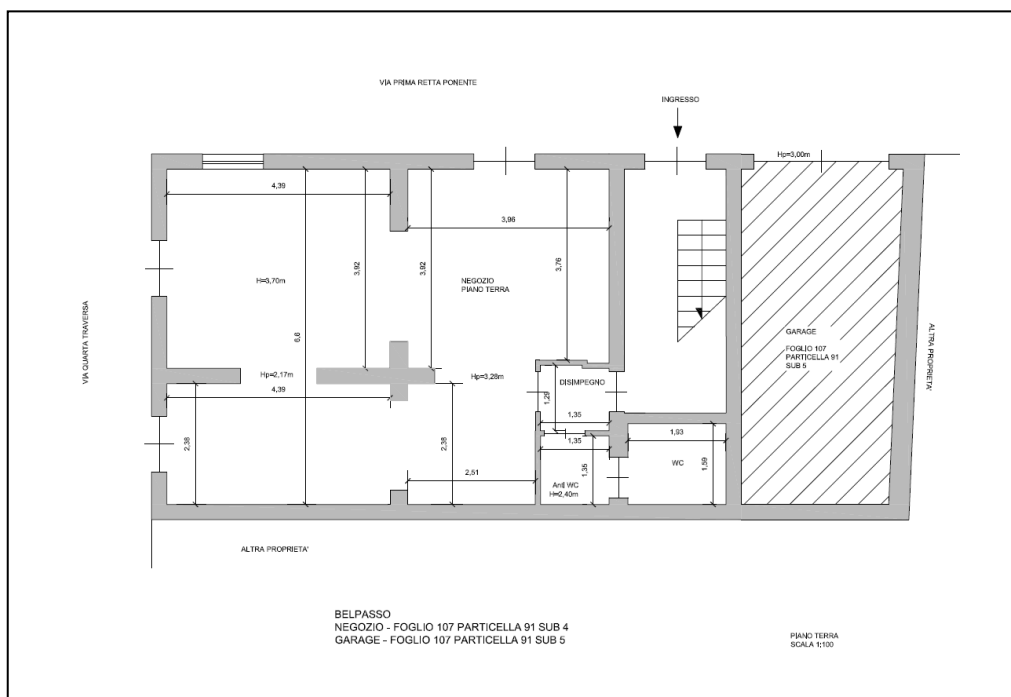 VIA PRIMA RETTA PONENTE
INGRESSO
Hp=3,00m
4,39
3,96
3,92
3,92
3,76
H=3,70m
NEGOZIO
PIANO TERRA
VIA QUARTA TRAVERSA
6,6
GARAGE
FOGLIO 107
PARTICELLA 91
SUB 5
ALTRA PROPRIETA'
Hp=2,17m
Hp=3,28m
DISIMPEGNO
4,39
1,29
1,35
2,38
2,38
1,35
1,93
1,35
WC
1,59
2,51
Anti WC
H=2,40m
ALTRA PROPRIETA'
BELPASSO
NEGOZIO - FOGLIO 107 PARTICELLA 91 SUB 4
GARAGE - FOGLIO 107 PARTICELLA 91 SUB 5
PIANO TERRA
SCALA 1:100